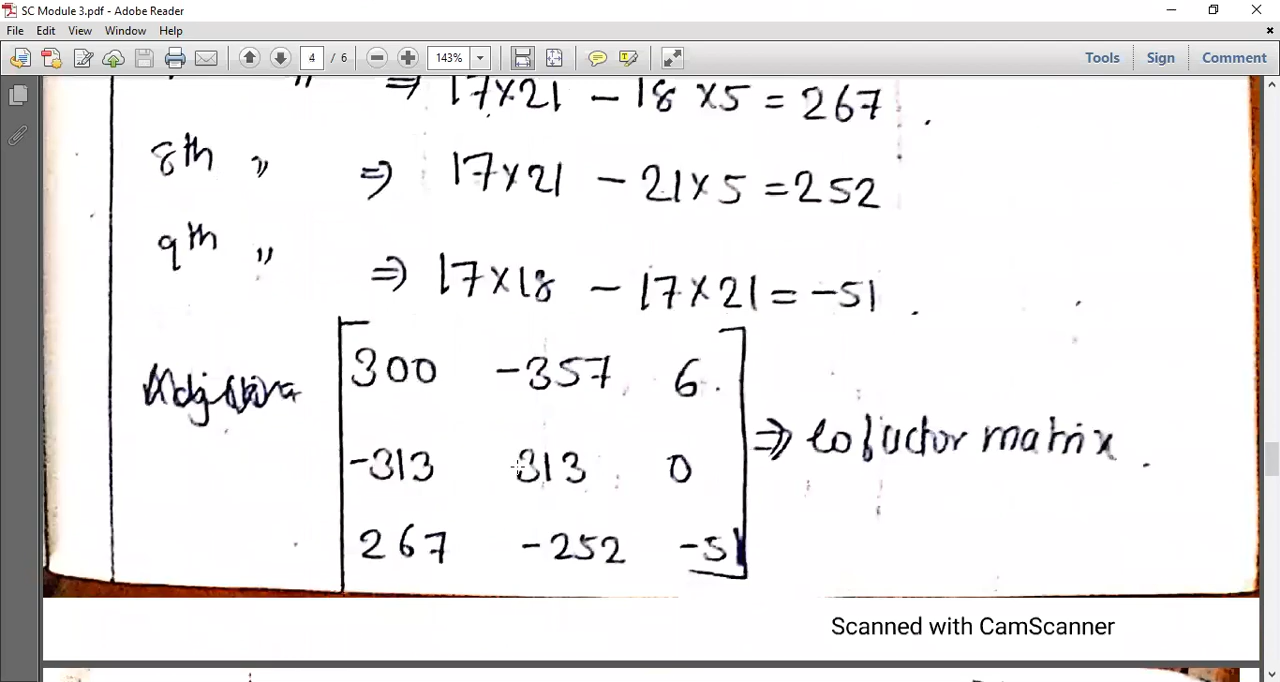 SC Module 3.pdf - Adobe Reader
File Edit View Window Help
4 / 6 143% Tools Sign Comment
" ⇒ 17×21 – 18 ×5 = 267 .
8th " ⇒ 17×21 – 21×5 = 252
9th " ⇒ 17×18 – 17×21 = -51 .
300 -357 6 .
-313 313 0 ⇒ cofactor matrix .
267 -252 -51
Scanned with CamScanner